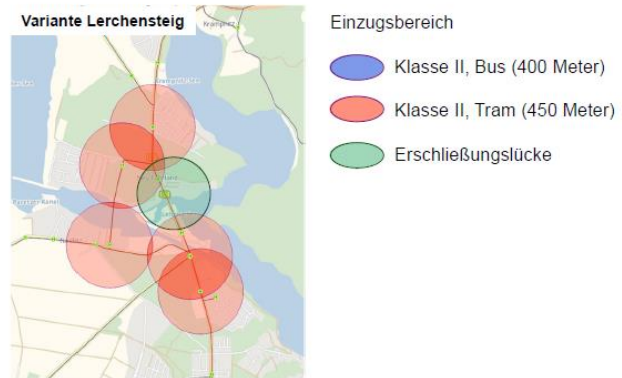 Variante Lerchensteig
Einzugsbereich
Klasse II, Bus (400 Meter)
Klasse II, Tram (450 Meter)
Erschließungslücke